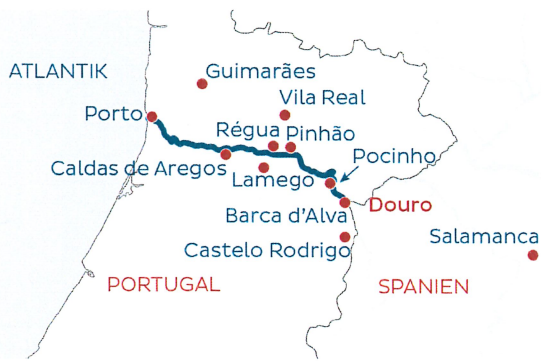 ATLANTIK
Guimarães
Vila Real
Porto
Régua
Pinhão
Pocinho
Caldas de Aregos
Lamego
Barca d'Alva
Douro
Castelo Rodrigo
Salamanca
PORTUGAL
SPANIEN